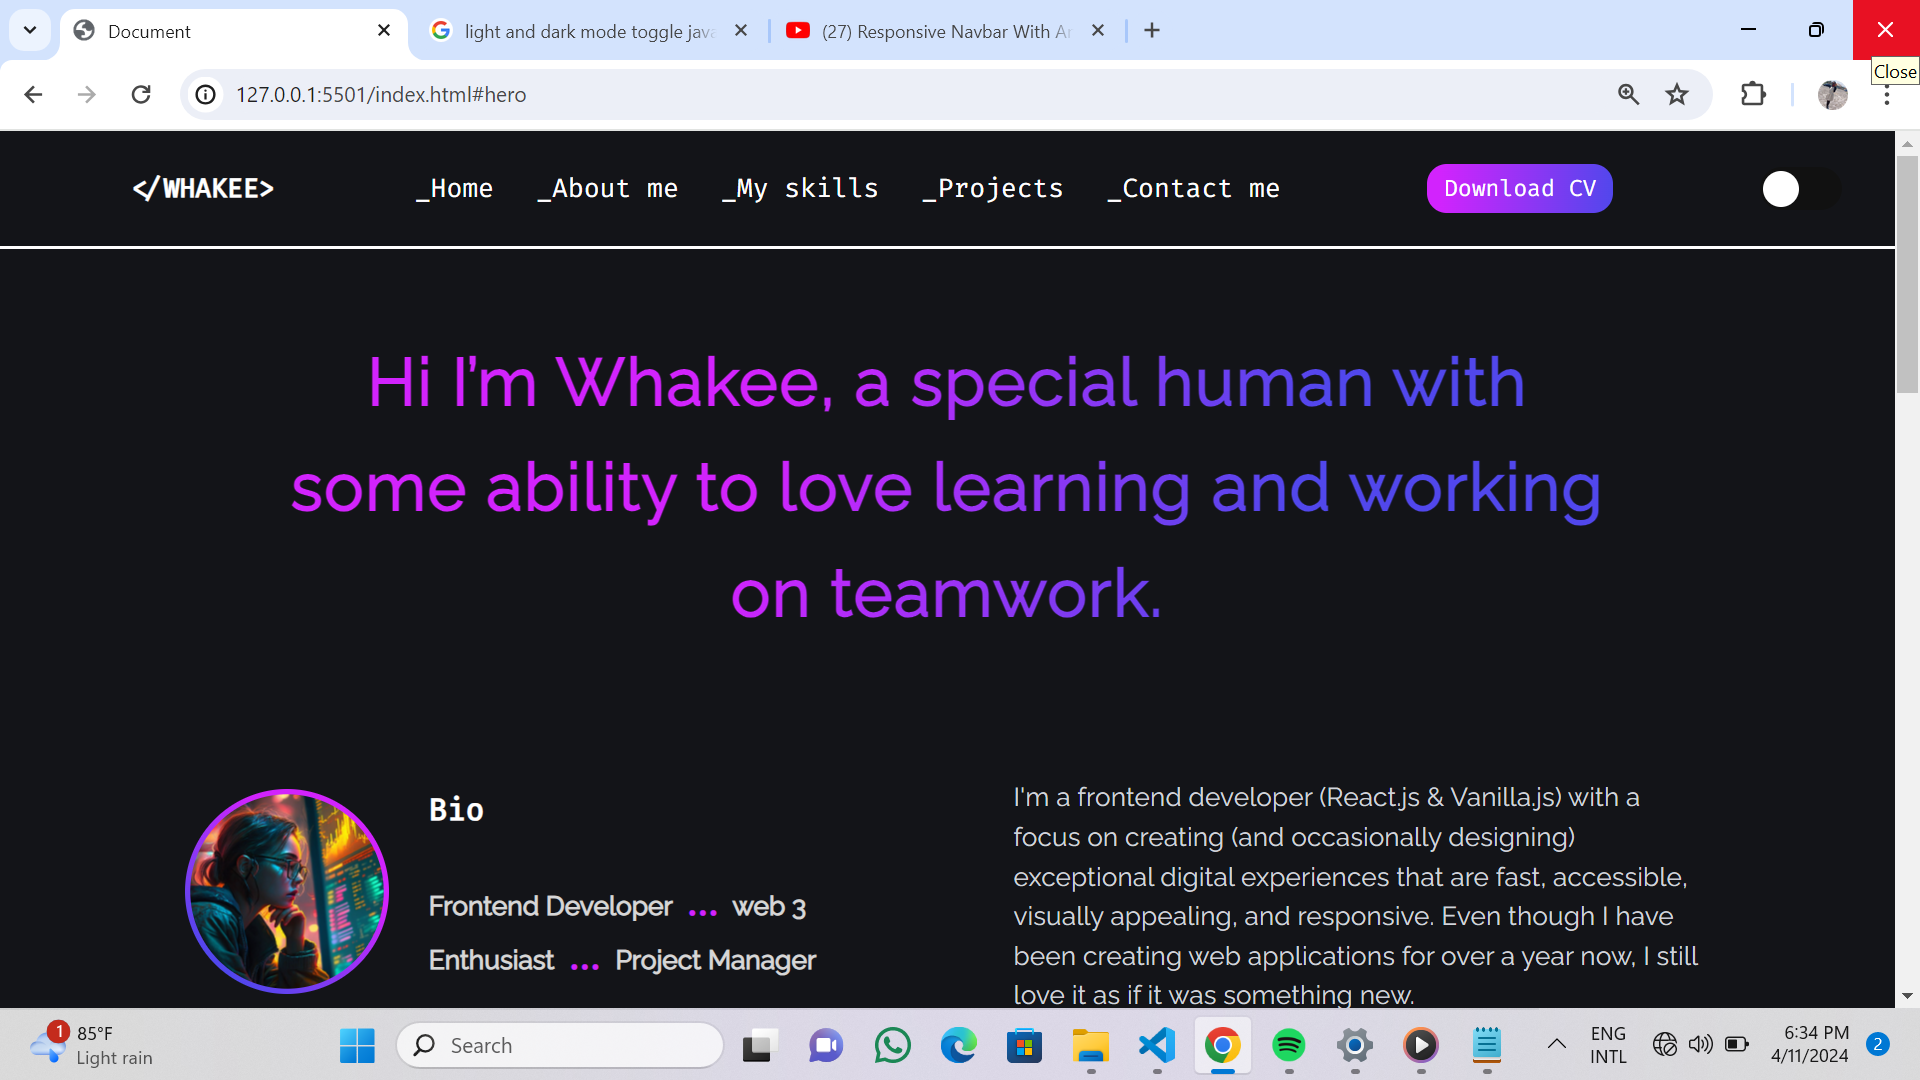 Document
light and dark mode toggle java
(27) Responsive Navbar With Ar
Close
127.0.0.1:5501/index.html#hero
</WHAKEE>
_Home
_About me
_My skills
_Projects
_Contact me
Download CV
Hi I'm Whakee, a special human with
some ability to love learning and working
on teamwork.
Bio
Frontend Developer ... web 3
Enthusiast ... Project Manager
I'm a frontend developer (React.js & Vanilla.js) with a
focus on creating (and occasionally designing)
exceptional digital experiences that are fast, accessible,
visually appealing, and responsive. Even though I have
been creating web applications for over a year now, I still
love it as if it was something new.
1
85°F
Light rain
Search
ENG
INTL
6:34 PM
4/11/2024
2